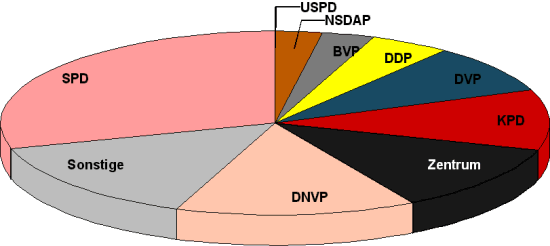 USPD
NSDAP
BVP
DDP
SPD
DVP
KPD
Sonstige
Zentrum
DNVP